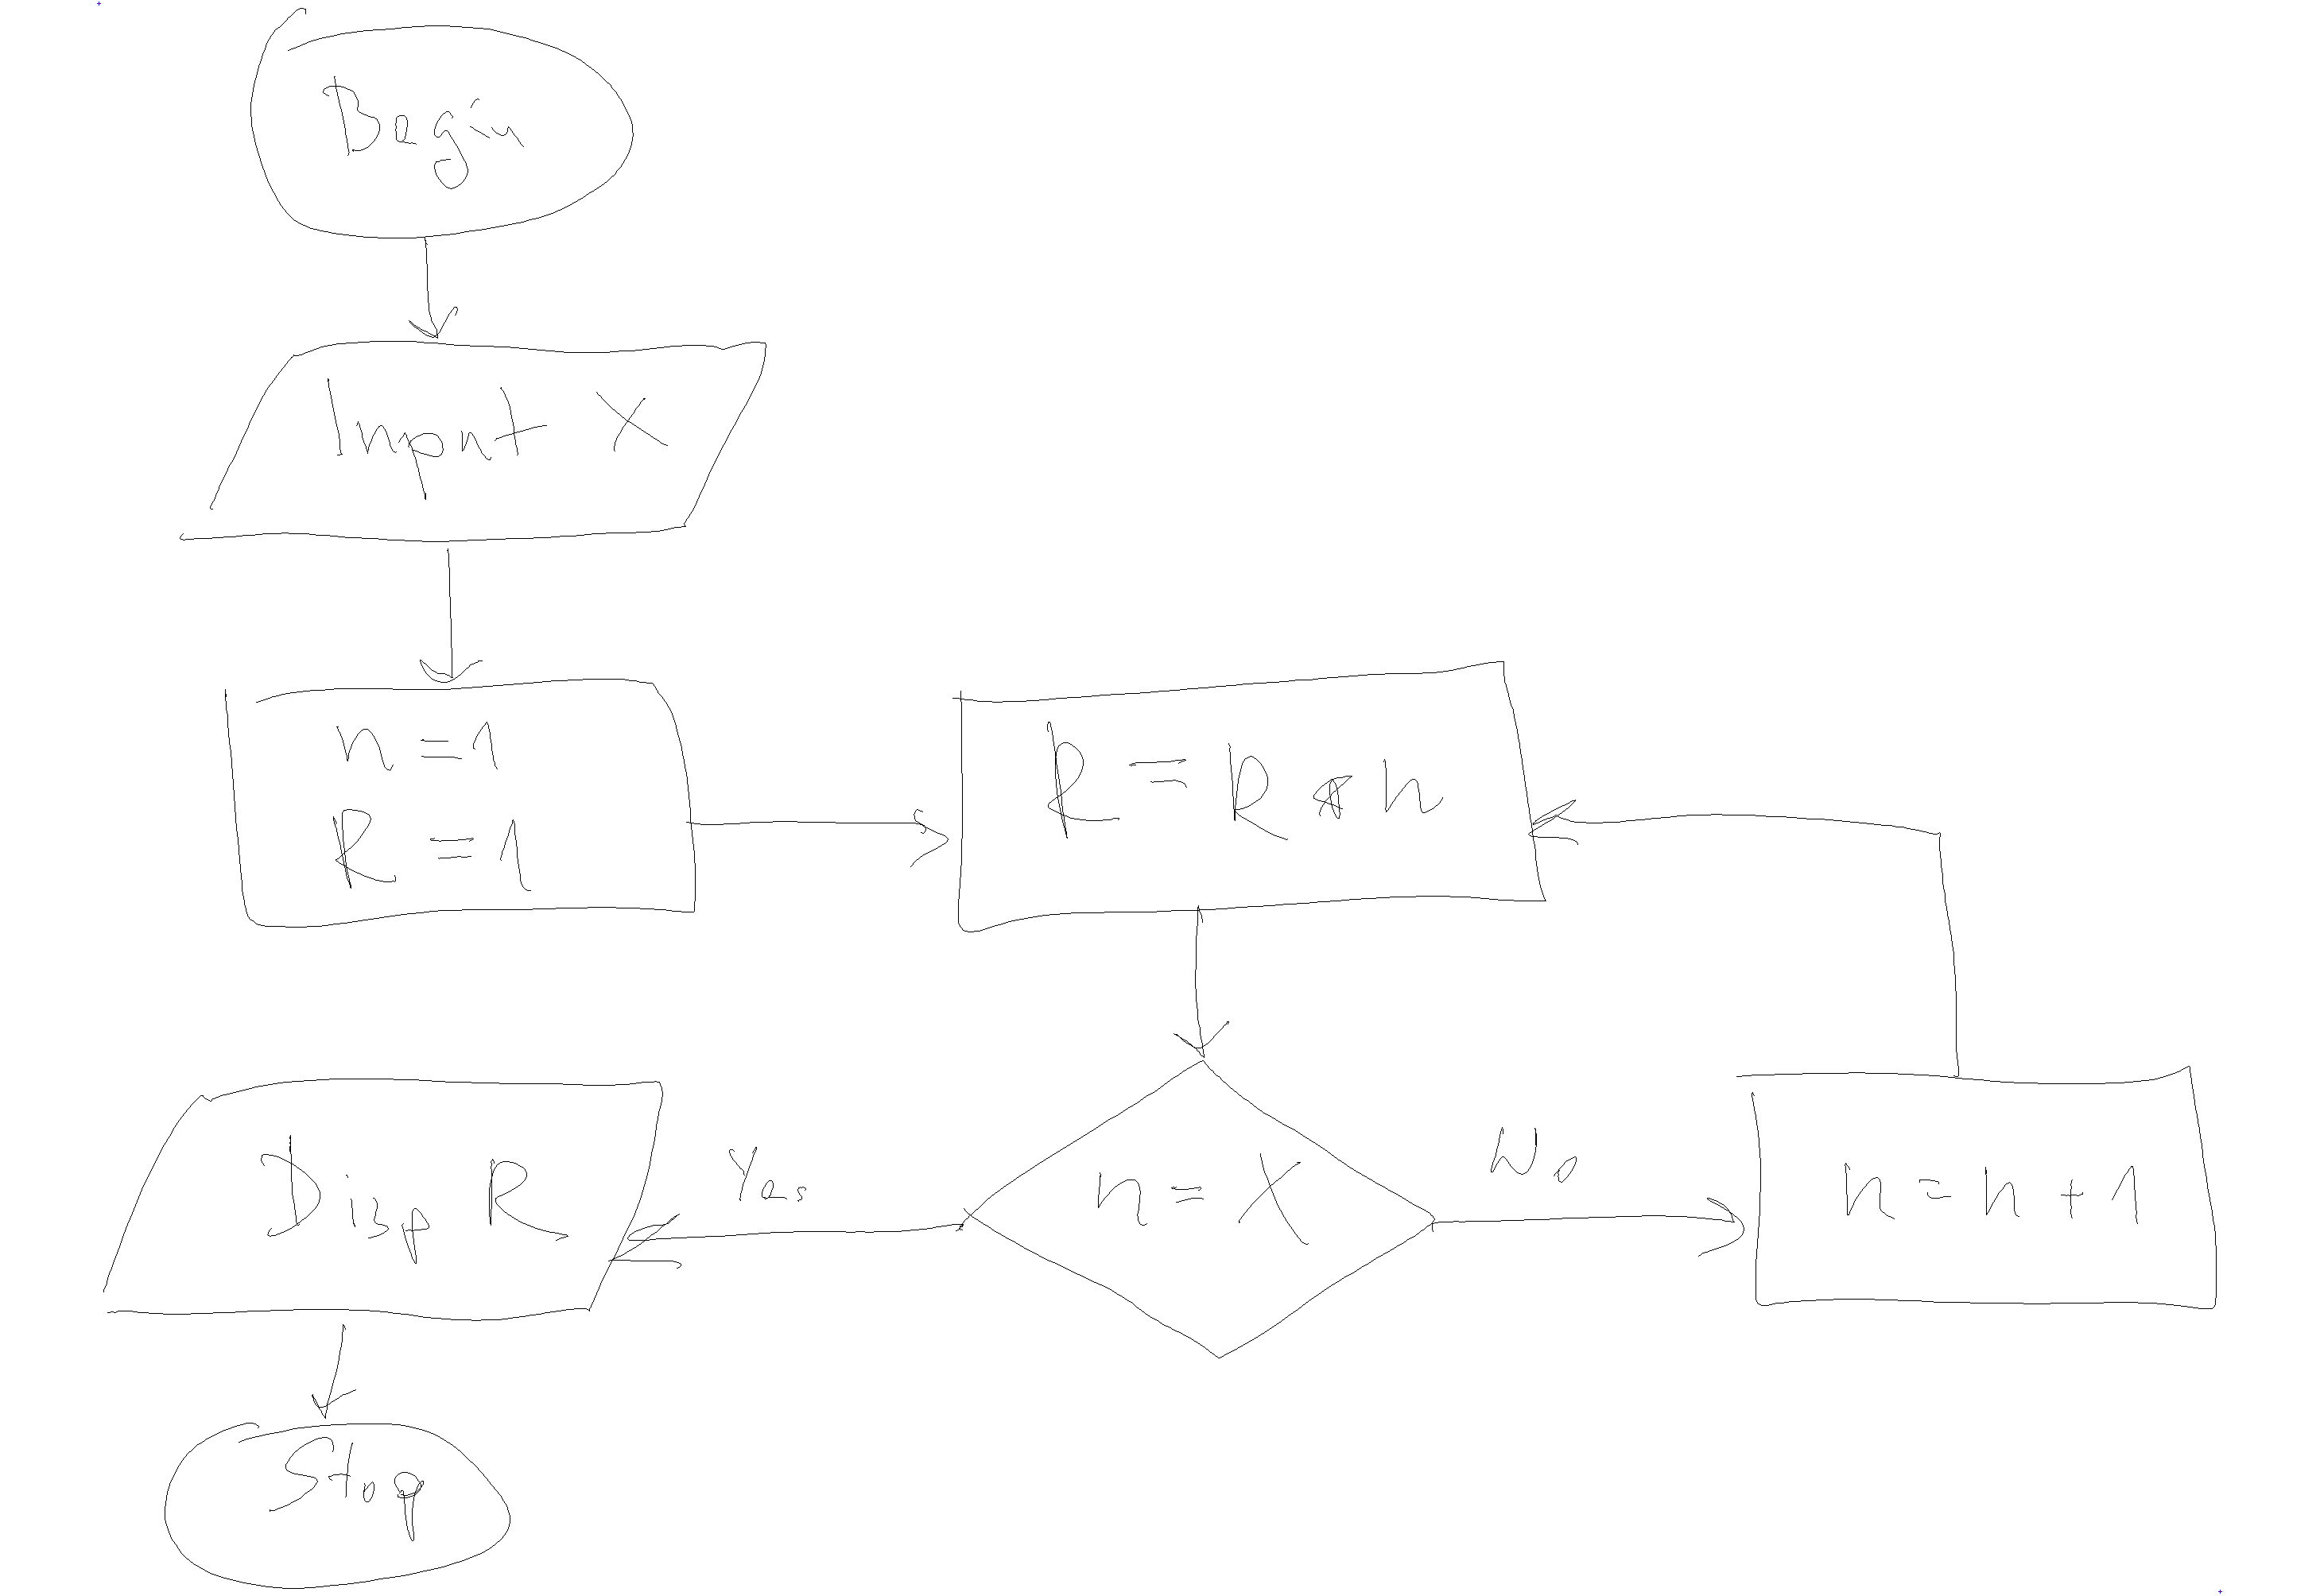 Begin
Input X
n = 1
R = 1
R = R * n
n = X
Yes
No
n = n + 1
Disp R
Stop